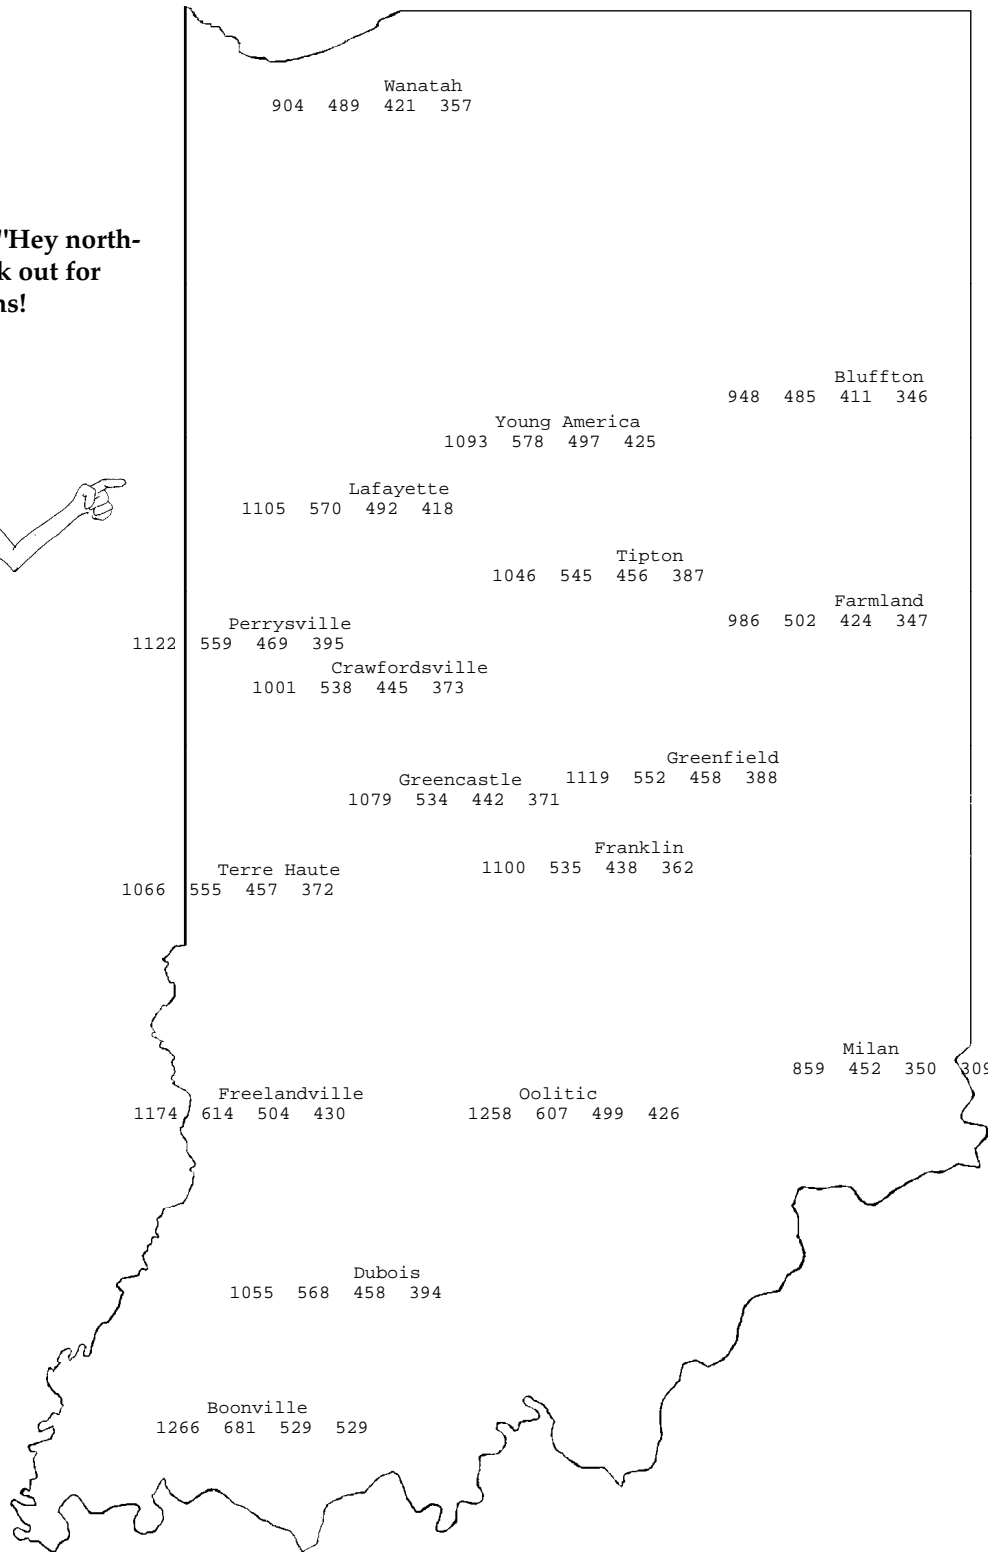 Wanatah
904 489 421 357
"Hey north-
k out for
ns!
Bluffton
948 485 411 346
Young America
1093 578 497 425
Lafayette
1105 570 492 418
Tipton
1046 545 456 387
Farmland
986 502 424 347
Perrysville
1122 559 469 395
Crawfordsville
1001 538 445 373
Greenfield
1119 552 458 388
Greencastle
1079 534 442 371
Franklin
1100 535 438 362
Terre Haute
1066 555 457 372
Milan
859 452 350 309
Freelandville
1174 614 504 430
Oolitic
1258 607 499 426
Dubois
1055 568 458 394
Boonville
1266 681 529 529